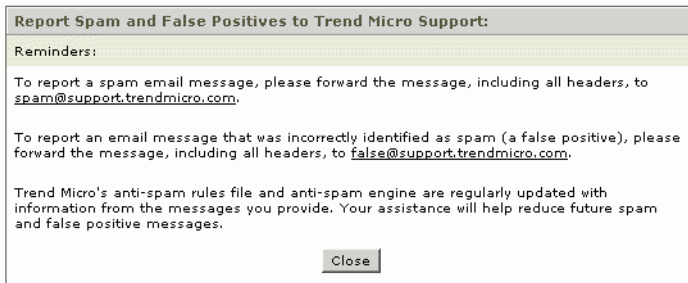 Report Spam and False Positives to Trend Micro Support:
Reminders:
To report a spam email message, please forward the message, including all headers, to
spam@support.trendmicro.com.
To report an email message that was incorrectly identified as spam (a false positive), please
forward the message, including all headers, to false@support.trendmicro.com.
Trend Micro's anti-spam rules file and anti-spam engine are regularly updated with
information from the messages you provide. Your assistance will help reduce future spam
and false positive messages.
Close